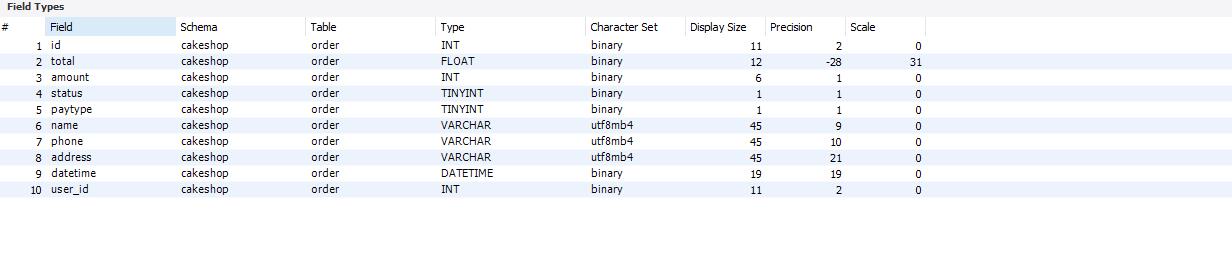 Field Types
# Field Schema Table Type Character Set Display Size Precision Scale
1 id cakeshop order INT binary 11 2 0
2 total cakeshop order FLOAT binary 12 -28 31
3 amount cakeshop order INT binary 6 1 0
4 status cakeshop order TINYINT binary 1 1 0
5 paytype cakeshop order TINYINT binary 1 1 0
6 name cakeshop order VARCHAR utf8mb4 45 9 0
7 phone cakeshop order VARCHAR utf8mb4 45 10 0
8 address cakeshop order VARCHAR utf8mb4 45 21 0
9 datetime cakeshop order DATETIME binary 19 19 0
10 user_id cakeshop order INT binary 11 2 0